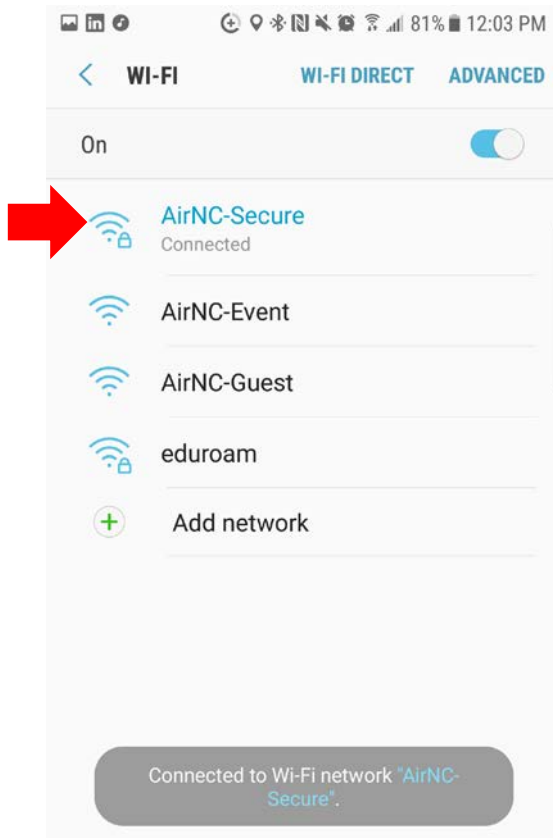 81% 12:03 PM
WI-FI WI-FI DIRECT ADVANCED
On
AirNC-Secure
Connected
AirNC-Event
AirNC-Guest
eduroam
Add network
Connected to Wi-Fi network "AirNC-
Secure".